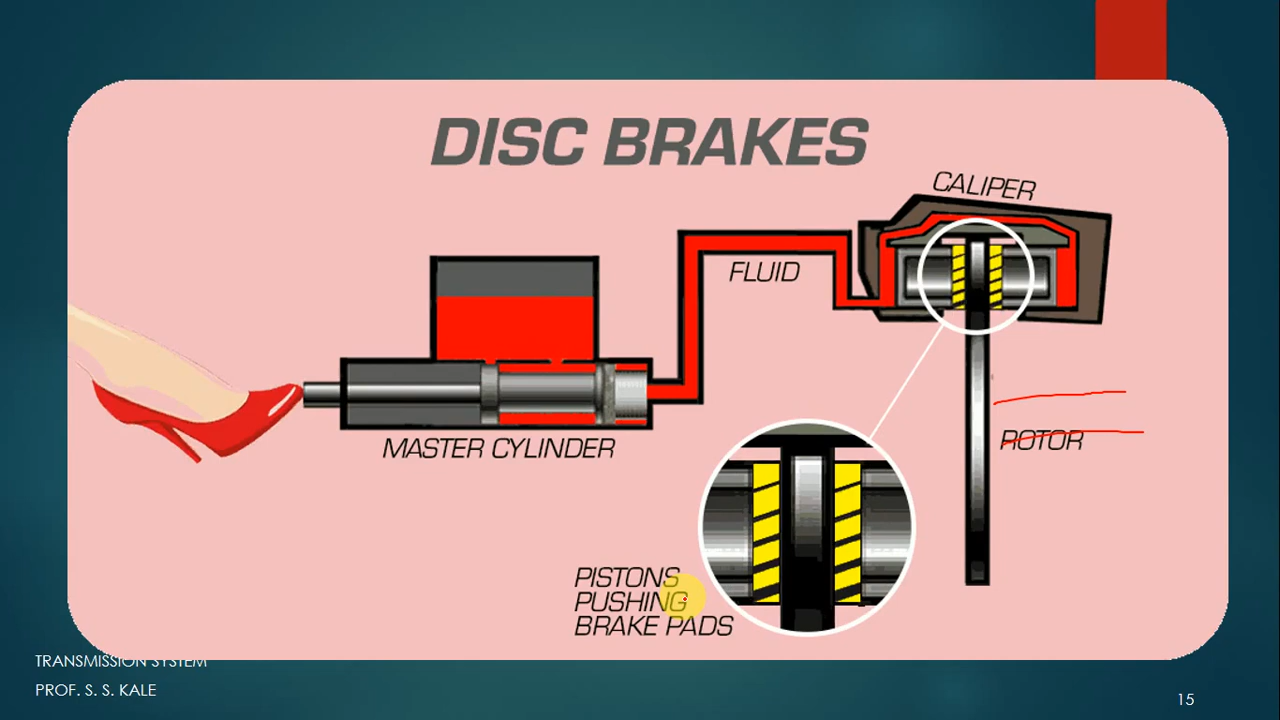 DISC BRAKES
CALIPER
FLUID
MASTER CYLINDER
ROTOR
PISTONS
PUSHING
BRAKE PADS
TRANSMISSION SYSTEM
PROF. S. S. KALE
15